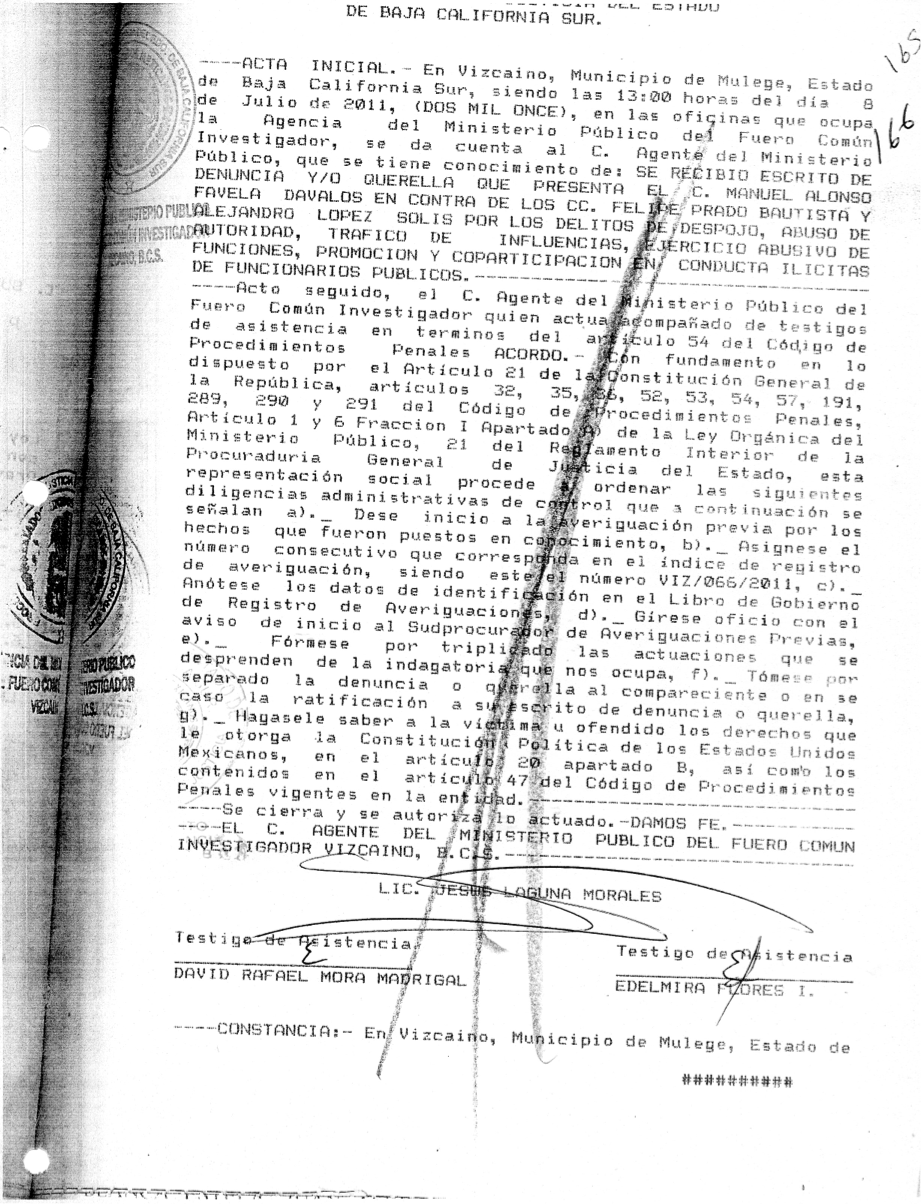 DEL ESTADO
DE BAJA CALIFORNIA SUR.
165
166
----ACTA INICIAL.- En Vizcaino, Municipio de Mulege, Estado
de Baja California Sur, siendo las 13:00 horas del día 8
de Julio de 2011, (DOS MIL ONCE), en las oficinas que ocupa
la Agencia del Ministerio Público del Fuero Común
Investigador, se da cuenta al C. Agente del Ministerio
Público, que se tiene conocimiento de: SE RECIBIO ESCRITO DE
DENUNCIA Y/O QUERELLA QUE PRESENTA EL C. MANUEL ALONSO
FAVELA DAVALOS EN CONTRA DE LOS CC. FELIPE PRADO BAUTISTA Y
ALEJANDRO LOPEZ SOLIS POR LOS DELITOS DE DESPOJO, ABUSO DE
AUTORIDAD, TRAFICO DE INFLUENCIAS, EJERCICIO ABUSIVO DE
FUNCIONES, PROMOCION Y COPARTICIPACION EN CONDUCTA ILICITAS
DE FUNCIONARIOS PUBLICOS.------------------------------
----Acto seguido, el C. Agente del Ministerio Público del
Fuero Común Investigador quien actua acompañado de testigos
de asistencia en terminos del artículo 54 del Código de
Procedimientos Penales ACORDO.- Con fundamento en lo
dispuesto por el Artículo 21 de la Constitución General de
la República, artículos 32, 35, 36, 52, 53, 54, 57, 191,
289, 290 y 291 del Código de Procedimientos Penales,
Artículo 1 y 6 Fraccion I Apartado A) de la Ley Orgánica del
Ministerio Público, 21 del Reglamento Interior de la
Procuraduria General de Justicia del Estado, esta
representación social procede a ordenar las siguientes
diligencias administrativas de control que a continuación se
señalan a)._ Dese inicio a la averiguación previa por los
hechos que fueron puestos en conocimiento, b)._ Asignese el
número consecutivo que corresponda en el índice de registro
de averiguación, siendo este el número VIZ/066/2011, c)._
Anótese los datos de identificación en el Libro de Gobierno
de Registro de Averiguaciones, d)._ Gírese oficio con el
aviso de inicio al Sudprocurador de Averiguaciones Previas,
e)._ Fórmese por triplicado las actuaciones que se
desprenden de la indagatoria que nos ocupa, f)._ Tómese por
separado la denuncia o querella al compareciente o en se
caso la ratificación a su escrito de denuncia o querella,
g)._ Hagasele saber a la víctima u ofendido los derechos que
le otorga la Constitución Política de los Estados Unidos
Mexicanos, en el artículo 20 apartado B, así como los
contenidos en el artículo 47 del Código de Procedimientos
Penales vigentes en la entidad.-----------------------------
----Se cierra y se autoriza lo actuado.-DAMOS FE.-----------
----EL C. AGENTE DEL MINISTERIO PUBLICO DEL FUERO COMUN
INVESTIGADOR VIZCAINO, B.C.S.------------------------------
LIC. JESUS LAGUNA MORALES
Testigo de Asistencia
Testigo de Asistencia
DAVID RAFAEL MORA MADRIGAL
EDELMIRA FLORES I.
----CONSTANCIA:- En Vizcaino, Municipio de Mulege, Estado de
##########